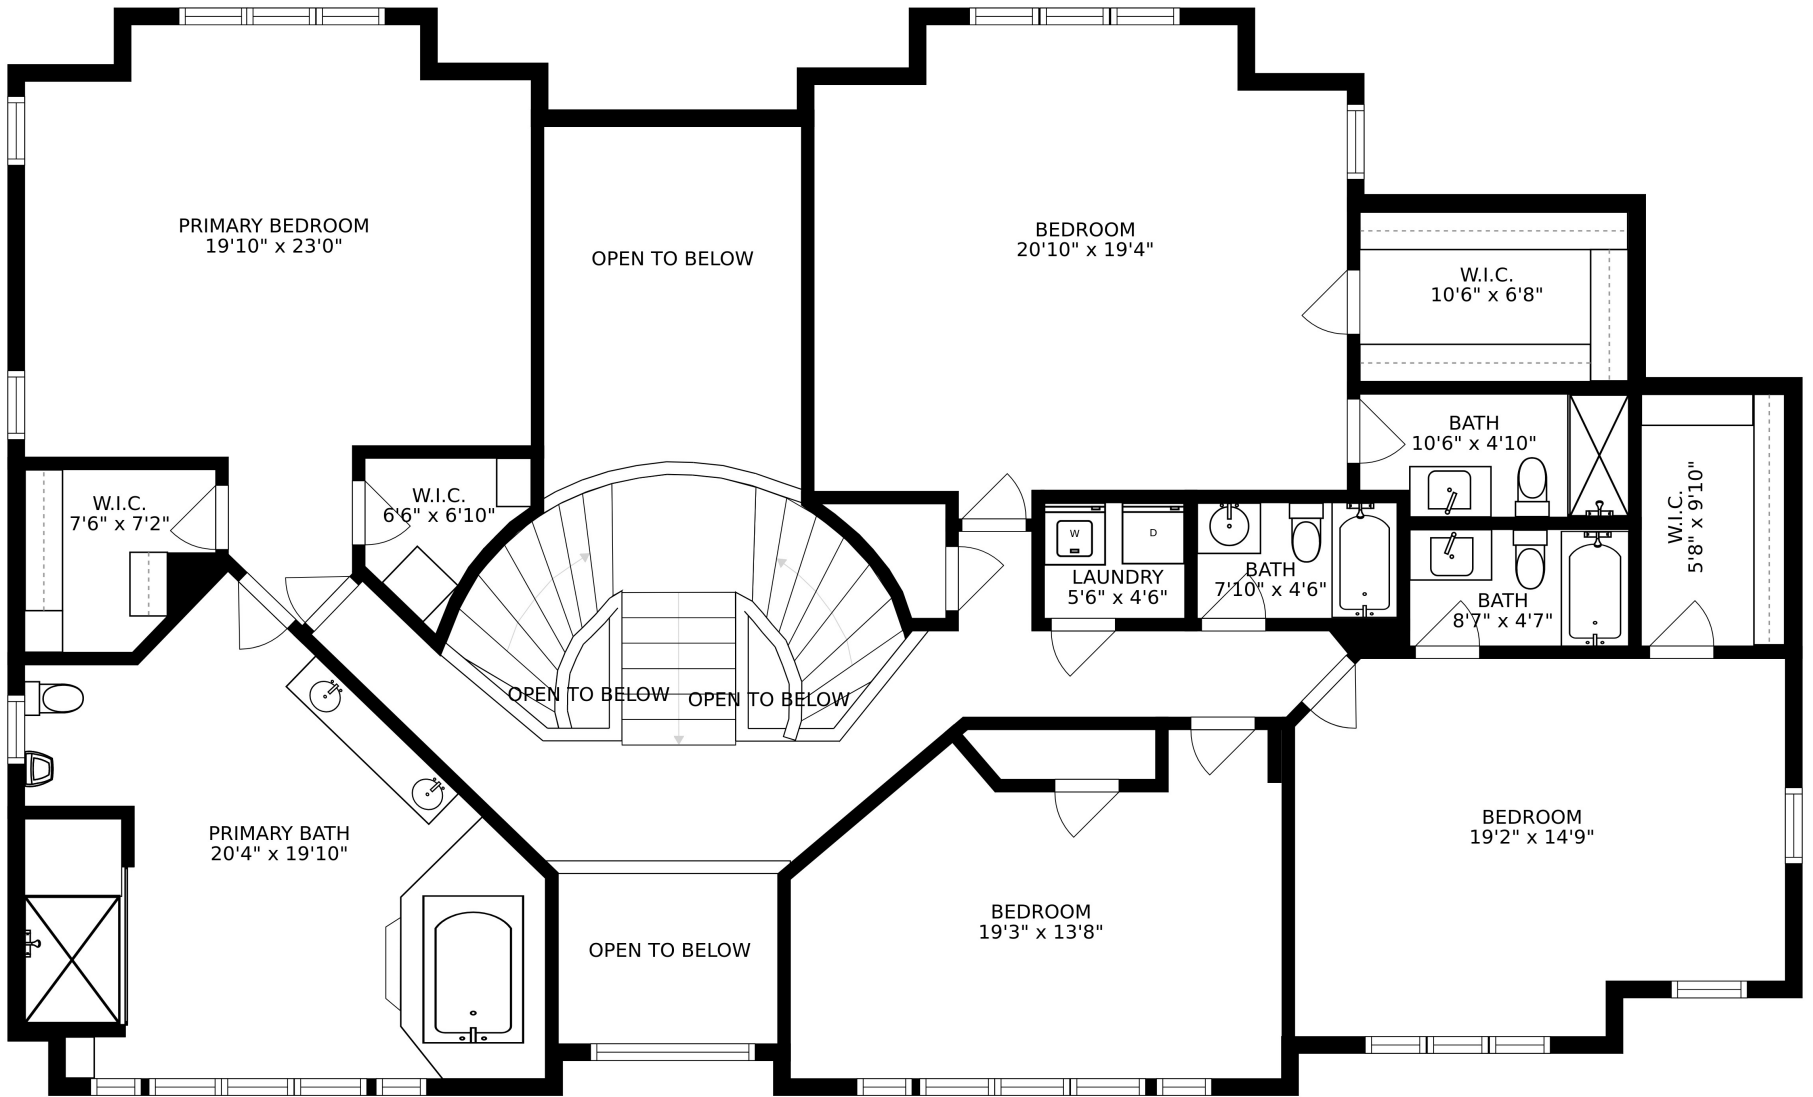 PRIMARY BEDROOM
19'10" x 23'0"
OPEN TO BELOW
BEDROOM
20'10" x 19'4"
W.I.C.
10'6" x 6'8"
BATH
10'6" x 4'10"
W.I.C.
5'8" x 9'10"
W.I.C.
7'6" x 7'2"
W.I.C.
6'6" x 6'10"
W
D
LAUNDRY
5'6" x 4'6"
BATH
7'10" x 4'6"
BATH
8'7" x 4'7"
OPEN TO BELOW
OPEN TO BELOW
PRIMARY BATH
20'4" x 19'10"
BEDROOM
19'2" x 14'9"
BEDROOM
19'3" x 13'8"
OPEN TO BELOW